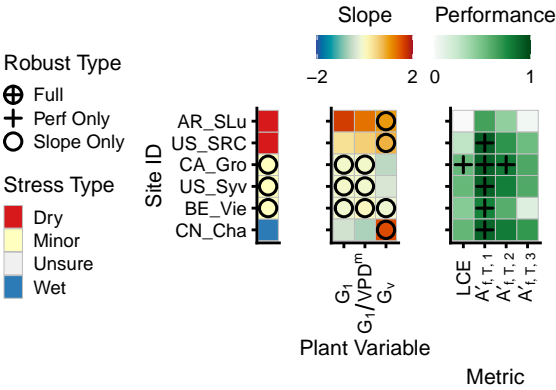 Slope
Performance
−2
2
0
1
Robust Type
Full
Perf Only
Slope Only
Stress Type
Dry
Minor
Unsure
Wet
Site ID
AR_SLu
US_SRC
CA_Gro
US_Syv
BE_Vie
CN_Cha
G1
G1/VPDm
Gv
LCE
A′f, T, 1
A′f, T, 2
A′f, T, 3
Plant Variable
Metric